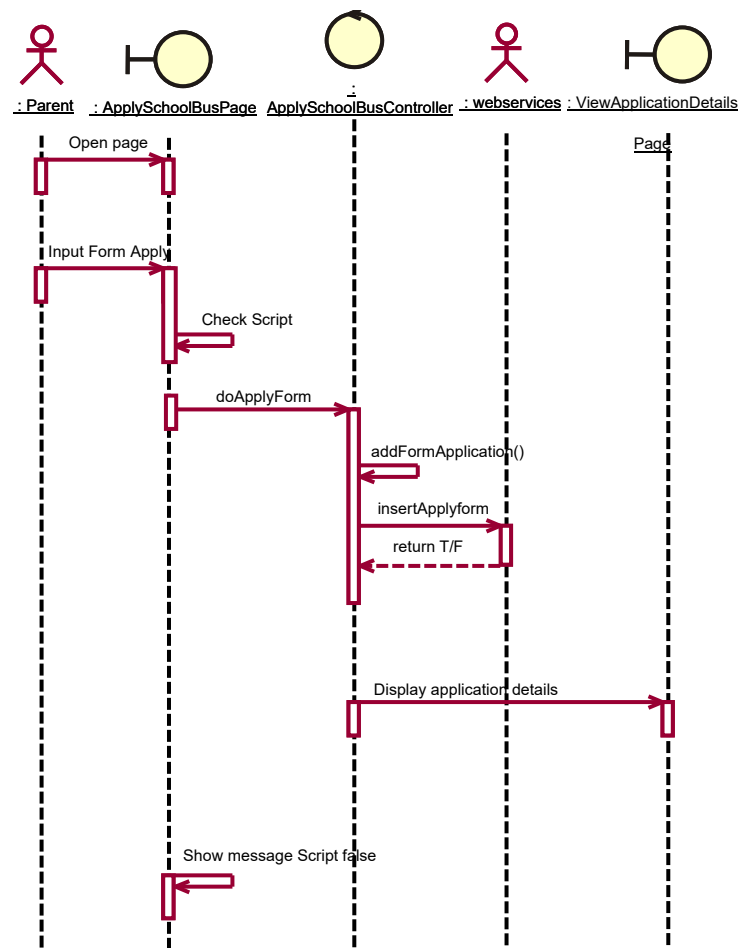 : Parent
: ApplySchoolBusPage
:
ApplySchoolBusController
: webservices
: ViewApplicationDetails
Page
Open page
Input Form Apply
Check Script
doApplyForm
addFormApplication()
insertApplyform
return T/F
Display application details
Show message Script false